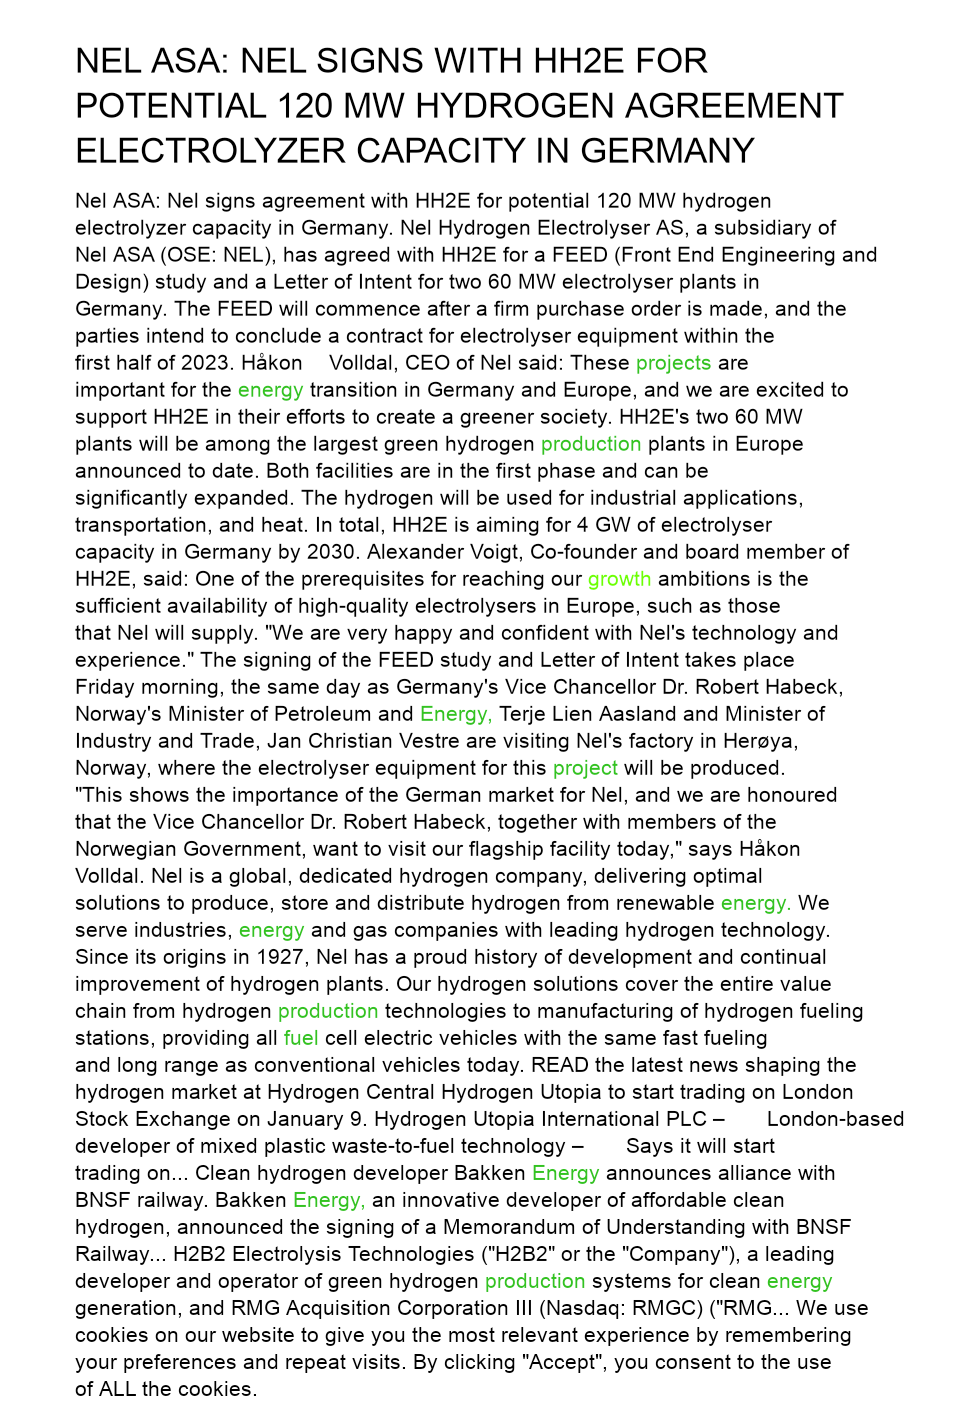 NEL ASA: NEL SIGNS WITH HH2E FOR
POTENTIAL 120 MW HYDROGEN AGREEMENT
ELECTROLYZER CAPACITY IN GERMANY
Nel ASA: Nel signs agreement with HH2E for potential 120 MW hydrogen
electrolyzer capacity in Germany. Nel Hydrogen Electrolyser AS, a subsidiary of
Nel ASA (OSE: NEL), has agreed with HH2E for a FEED (Front End Engineering and
Design) study and a Letter of Intent for two 60 MW electrolyser plants in
Germany. The FEED will commence after a firm purchase order is made, and the
parties intend to conclude a contract for electrolyser equipment within the
first half of 2023. Håkon    Volldal, CEO of Nel said: These projects are
important for the energy transition in Germany and Europe, and we are excited to
support HH2E in their efforts to create a greener society. HH2E's two 60 MW
plants will be among the largest green hydrogen production plants in Europe
announced to date. Both facilities are in the first phase and can be
significantly expanded. The hydrogen will be used for industrial applications,
transportation, and heat. In total, HH2E is aiming for 4 GW of electrolyser
capacity in Germany by 2030. Alexander Voigt, Co-founder and board member of
HH2E, said: One of the prerequisites for reaching our growth ambitions is the
sufficient availability of high-quality electrolysers in Europe, such as those
that Nel will supply. "We are very happy and confident with Nel's technology and
experience." The signing of the FEED study and Letter of Intent takes place
Friday morning, the same day as Germany's Vice Chancellor Dr. Robert Habeck,
Norway's Minister of Petroleum and Energy, Terje Lien Aasland and Minister of
Industry and Trade, Jan Christian Vestre are visiting Nel's factory in Herøya,
Norway, where the electrolyser equipment for this project will be produced.
"This shows the importance of the German market for Nel, and we are honoured
that the Vice Chancellor Dr. Robert Habeck, together with members of the
Norwegian Government, want to visit our flagship facility today," says Håkon
Volldal. Nel is a global, dedicated hydrogen company, delivering optimal
solutions to produce, store and distribute hydrogen from renewable energy. We
serve industries, energy and gas companies with leading hydrogen technology.
Since its origins in 1927, Nel has a proud history of development and continual
improvement of hydrogen plants. Our hydrogen solutions cover the entire value
chain from hydrogen production technologies to manufacturing of hydrogen fueling
stations, providing all fuel cell electric vehicles with the same fast fueling
and long range as conventional vehicles today. READ the latest news shaping the
hydrogen market at Hydrogen Central Hydrogen Utopia to start trading on London
Stock Exchange on January 9. Hydrogen Utopia International PLC –      London-based
developer of mixed plastic waste-to-fuel technology –      Says it will start
trading on... Clean hydrogen developer Bakken Energy announces alliance with
BNSF railway. Bakken Energy, an innovative developer of affordable clean
hydrogen, announced the signing of a Memorandum of Understanding with BNSF
Railway... H2B2 Electrolysis Technologies ("H2B2" or the "Company"), a leading
developer and operator of green hydrogen production systems for clean energy
generation, and RMG Acquisition Corporation III (Nasdaq: RMGC) ("RMG... We use
cookies on our website to give you the most relevant experience by remembering
your preferences and repeat visits. By clicking "Accept", you consent to the use
of ALL the cookies.